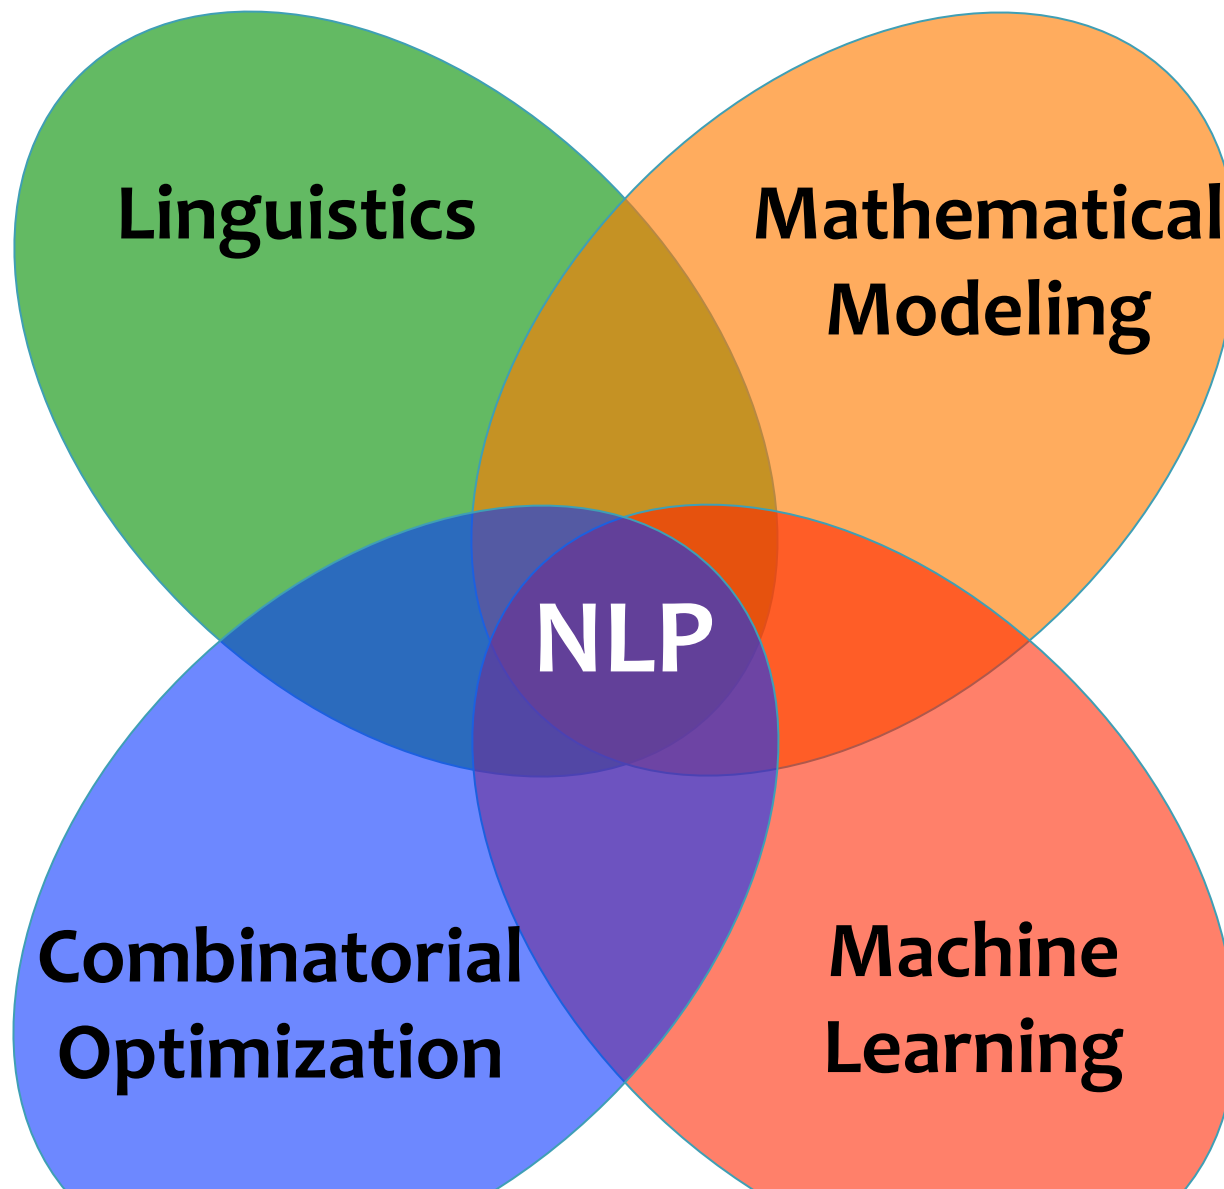 Linguistics
Mathematical
Modeling
NLP
Combinatorial
Optimization
Machine
Learning